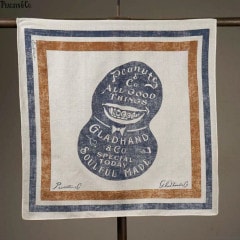 PEANUTS&CO.
Peanuts
& Co
ALL GOOD
THINGS
GLADHAND
& CO.
SPECIAL
TODAY
SOULFUL MADE